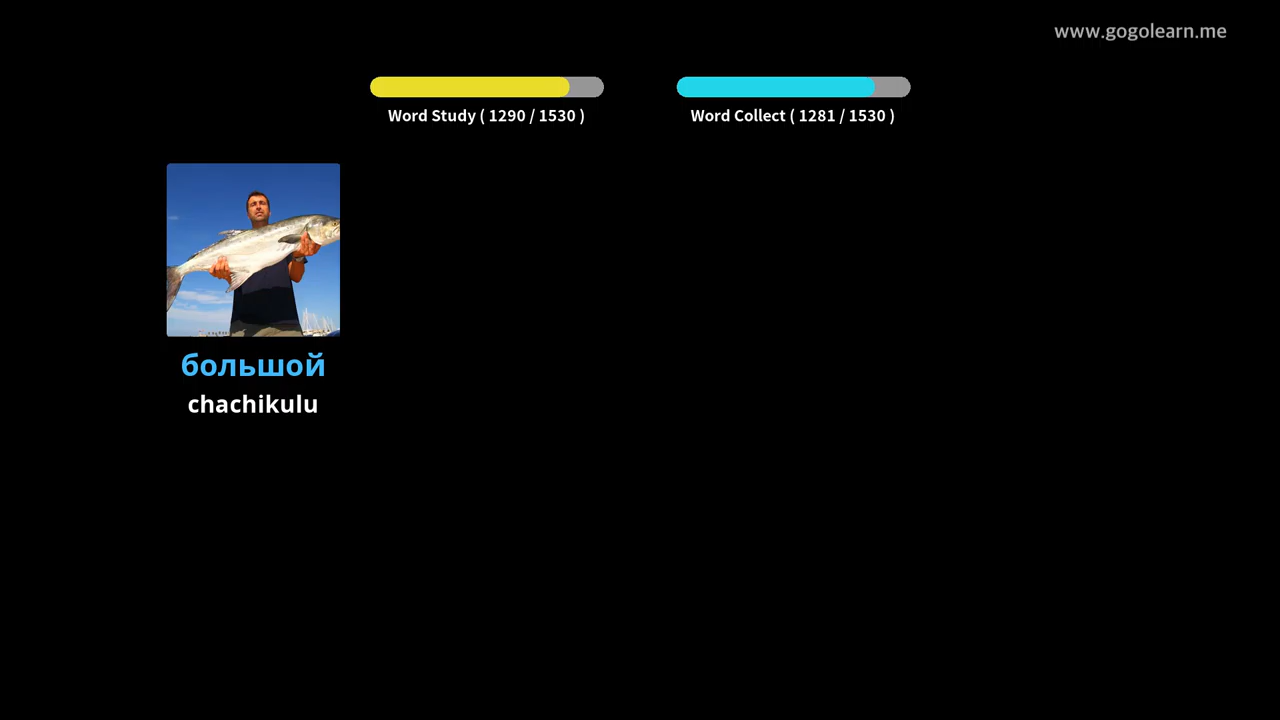 www.gogolearn.me
Word Study ( 1290 / 1530 )
Word Collect ( 1281 / 1530 )
большой
chachikulu